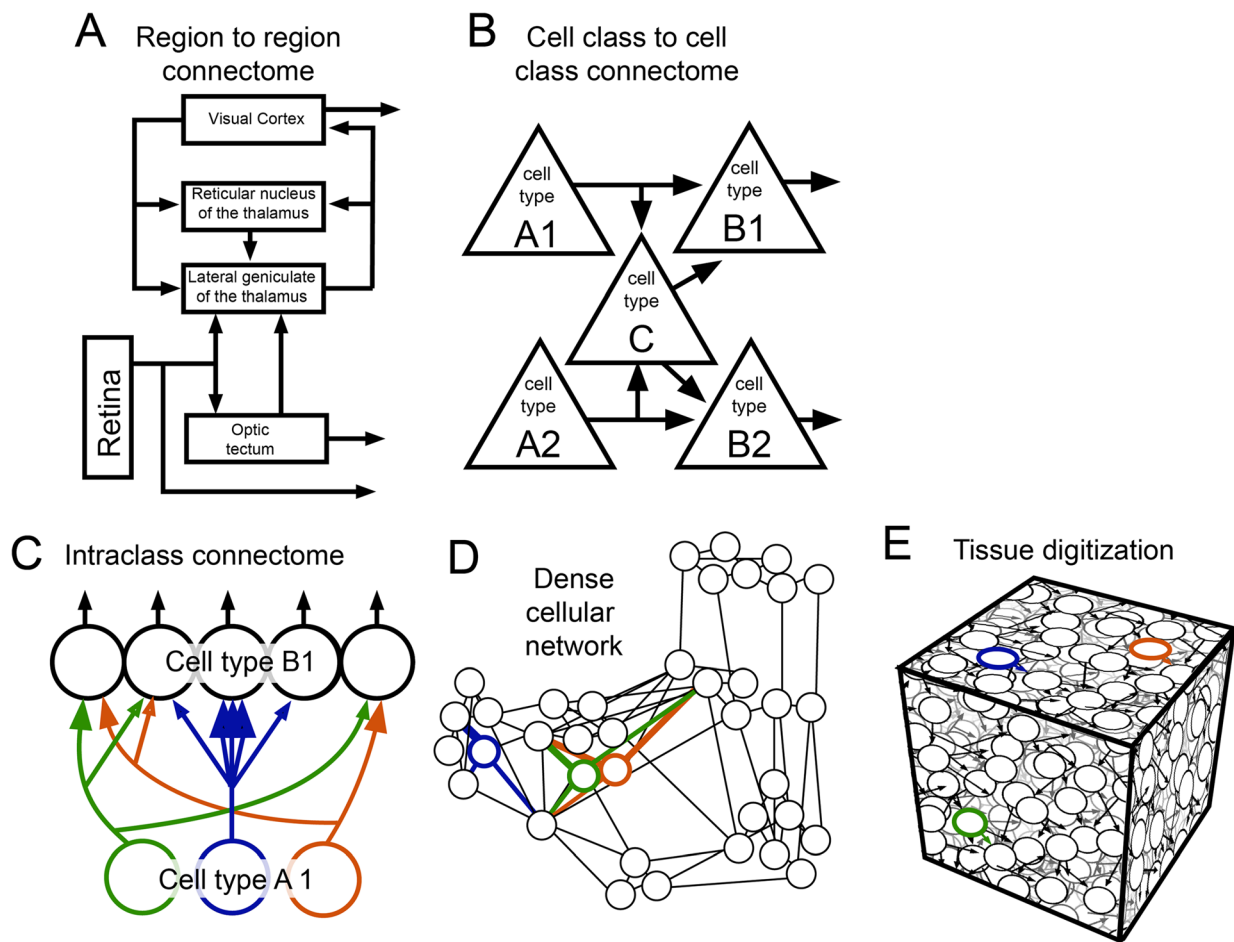 A
Region to region
connectome
Visual Cortex
Reticular nucleus
of the thalamus
Lateral geniculate
of the thalamus
Retina
Optic
tectum
B
Cell class to cell
class connectome
cell
type
A1
cell
type
B1
cell
type
C
cell
type
A2
cell
type
B2
C
Intraclass connectome
Cell type B1
Cell type A 1
D
Dense
cellular
network
E
Tissue digitization